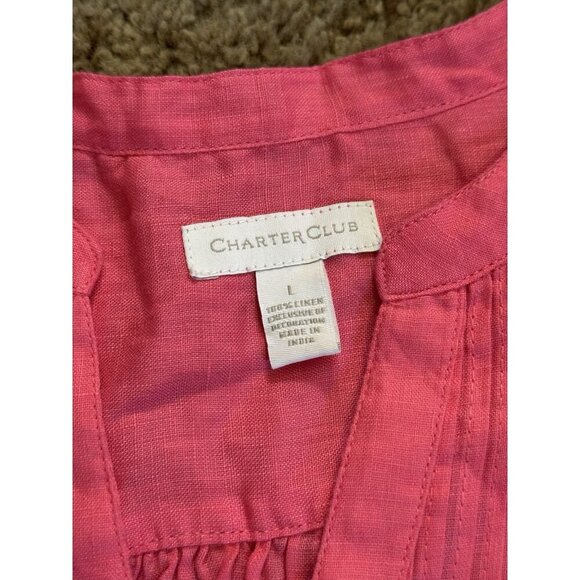 CHARTER CLUB
L
100% LINEN
EXCLUSIVE OF
DECORATION
MADE IN
INDIA